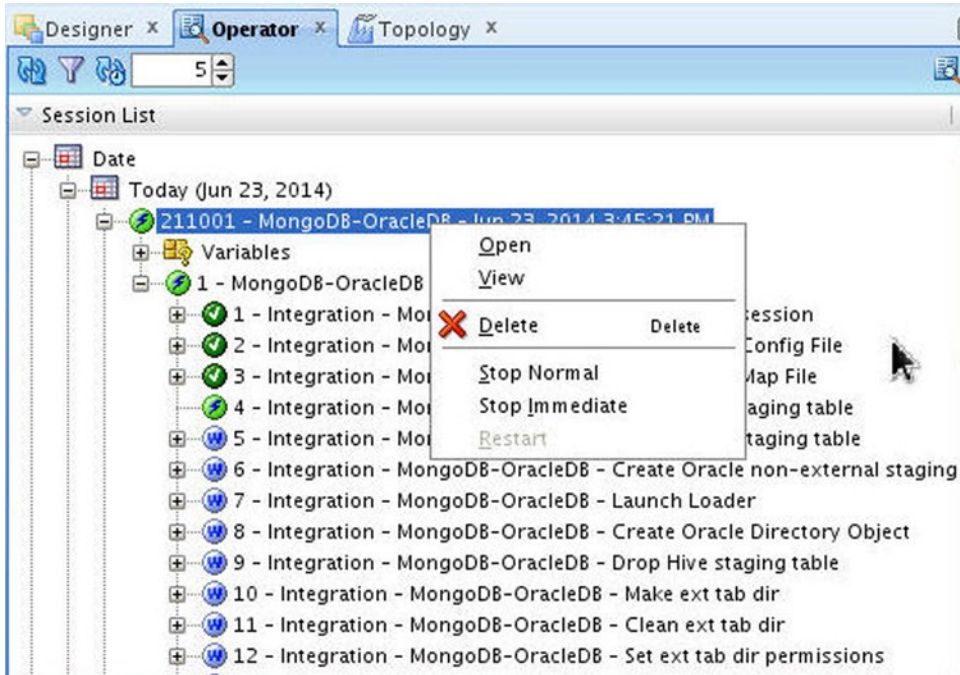 Designer x Operator x Topology x
5
Session List
Date
Today (Jun 23, 2014)
211001 - MongoDB-OracleDB - Jun 23, 2014 3:45:21 PM
Open
Variables
View
1 - MongoDB-OracleDB
1 - Integration - Mo ession
Delete Delete
2 - Integration - Mo Config File
3 - Integration - Mo Map File
Stop Normal
4 - Integration - Mo aging table
Stop Immediate
5 - Integration - Mo taging table
Restart
6 - Integration - MongoDB-OracleDB - Create Oracle non-external staging
7 - Integration - MongoDB-OracleDB - Launch Loader
8 - Integration - MongoDB-OracleDB - Create Oracle Directory Object
9 - Integration - MongoDB-OracleDB - Drop Hive staging table
10 - Integration - MongoDB-OracleDB - Make ext tab dir
11 - Integration - MongoDB-OracleDB - Clean ext tab dir
12 - Integration - MongoDB-OracleDB - Set ext tab dir permissions